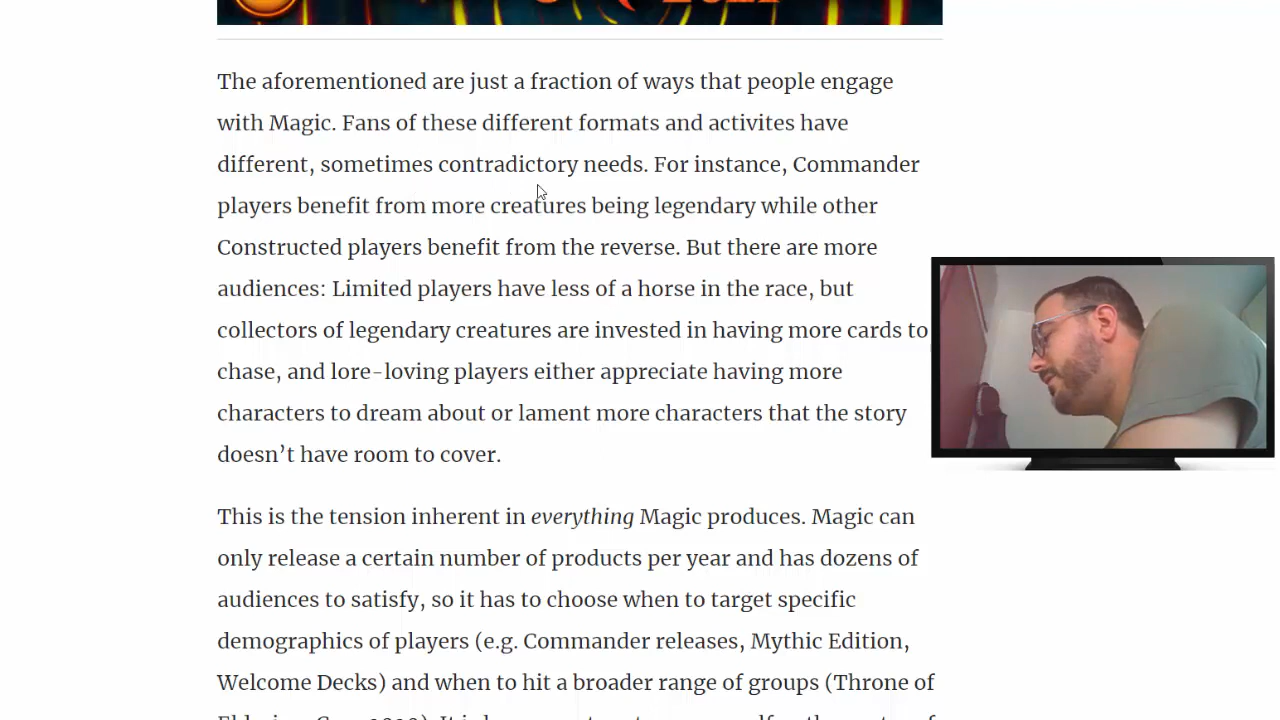 The aforementioned are just a fraction of ways that people engage
with Magic. Fans of these different formats and activites have
different, sometimes contradictory needs. For instance, Commander
players benefit from more creatures being legendary while other
Constructed players benefit from the reverse. But there are more
audiences: Limited players have less of a horse in the race, but
collectors of legendary creatures are invested in having more cards to
chase, and lore-loving players either appreciate having more
characters to dream about or lament more characters that the story
doesn’t have room to cover.
This is the tension inherent in everything Magic produces. Magic can
only release a certain number of products per year and has dozens of
audiences to satisfy, so it has to choose when to target specific
demographics of players (e.g. Commander releases, Mythic Edition,
Welcome Decks) and when to hit a broader range of groups (Throne of